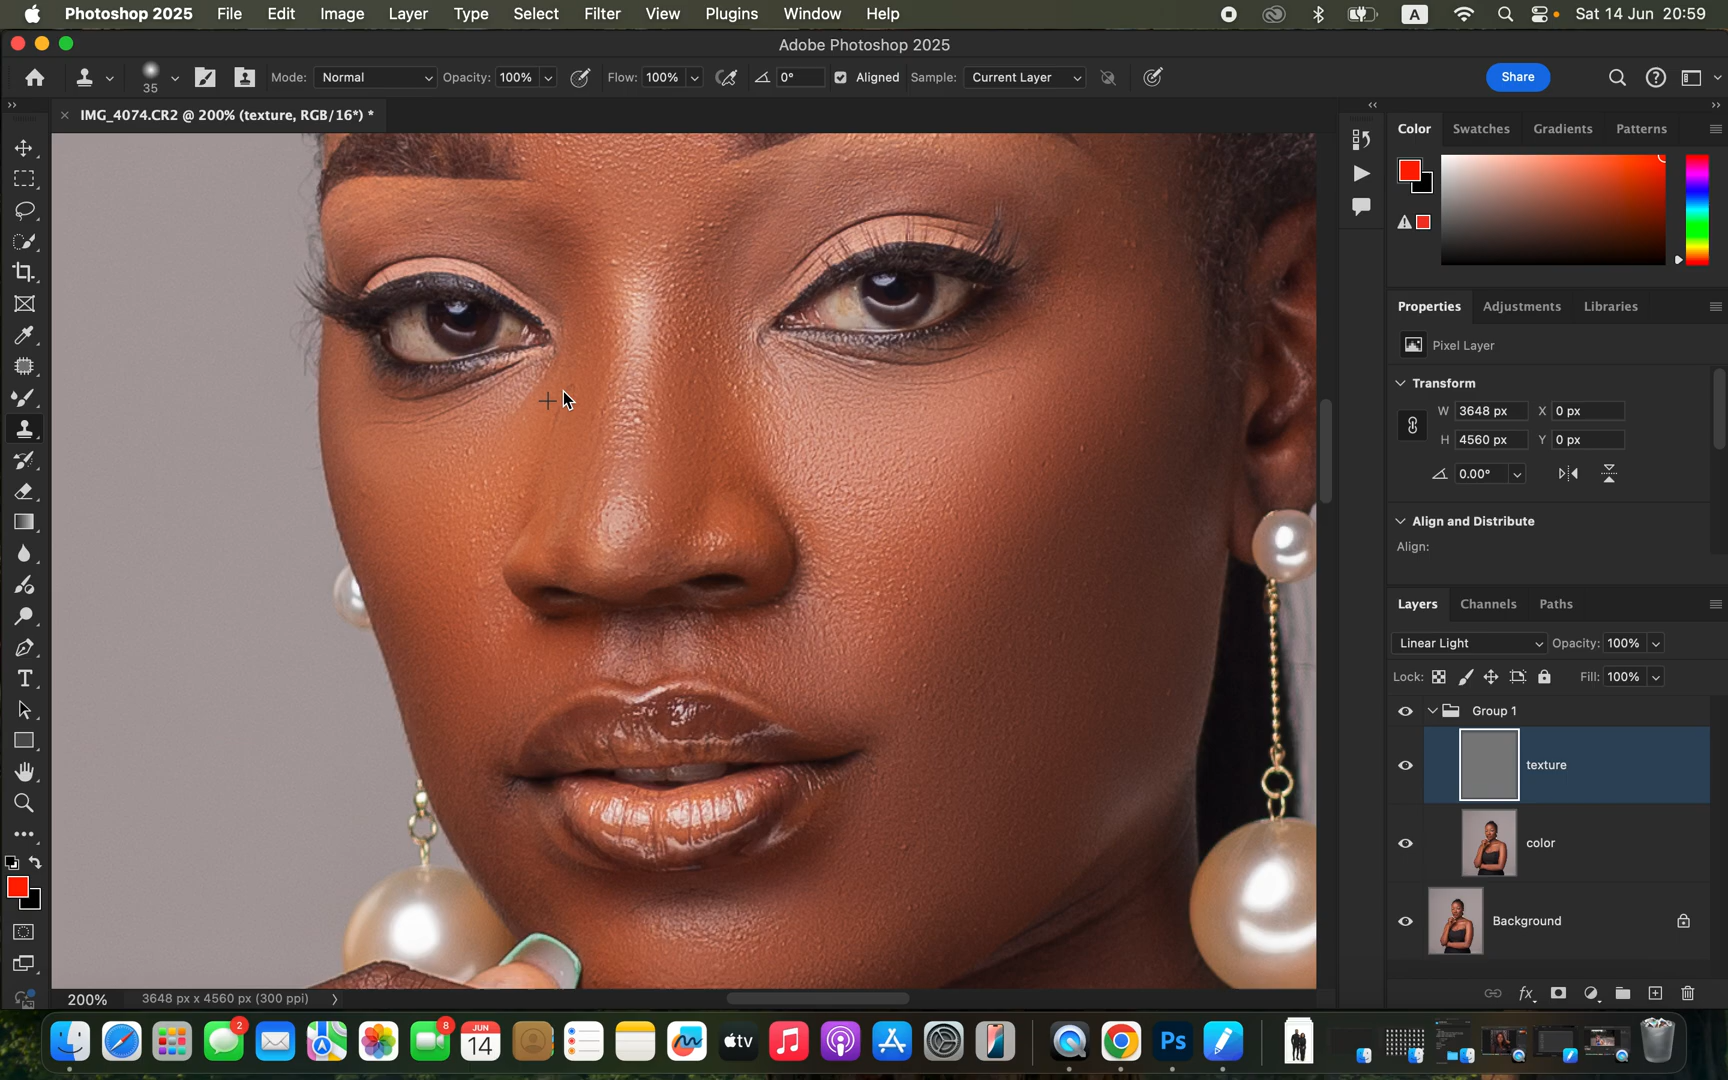 Photoshop 2025 File Edit Image Layer Type Select Filter View Plugins Window Help A Sat 14 Jun 20:59
Adobe Photoshop 2025
35 Mode: Normal Opacity: 100% Flow: 100% 0° Aligned Sample: Current Layer Share
IMG_4074.CR2 @ 200% (texture, RGB/16*) *
Color Swatches Gradients Patterns
Properties Adjustments Libraries
Pixel Layer
Transform
W 3648 px X 0 px
H 4560 px Y 0 px
0.00°
Align and Distribute
Align:
Layers Channels Paths
Linear Light Opacity: 100%
Lock: Fill: 100%
Group 1
texture
color
Background
fx
200% 3648 px x 4560 px (300 ppi)
2 8 JUN 14 tv Ps